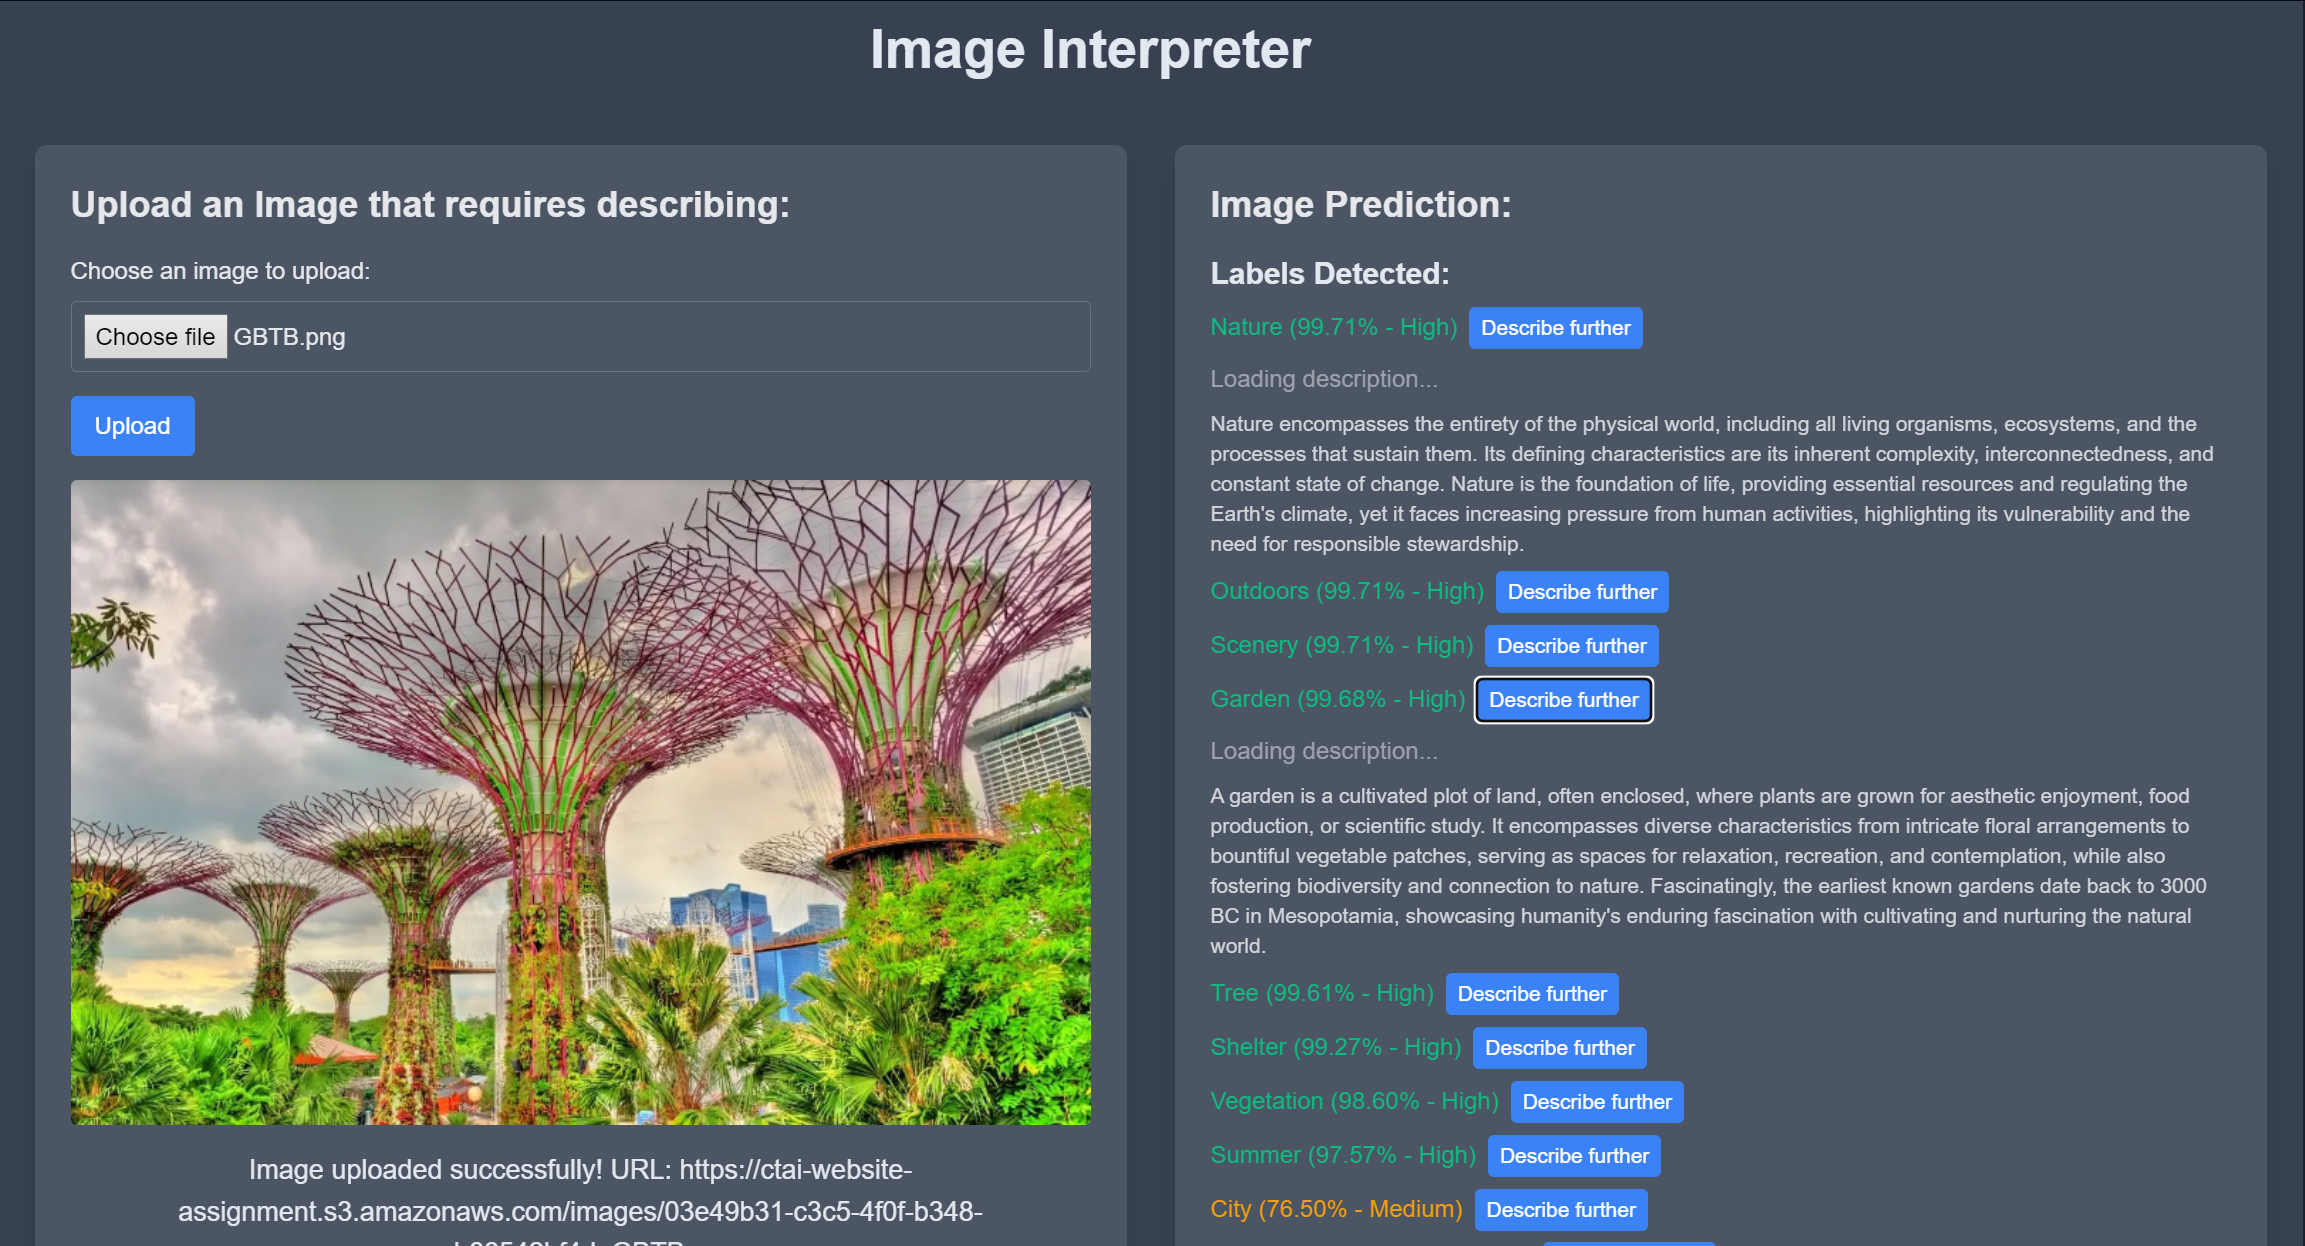 Image Interpreter
Upload an Image that requires describing:
Choose an image to upload:
Choose file GBTB.png
Upload
Image uploaded successfully! URL: https://ctai-website-
assignment.s3.amazonaws.com/images/03e49b31-c3c5-4f0f-b348-
Image Prediction:
Labels Detected:
Nature (99.71% - High) Describe further
Loading description...
Nature encompasses the entirety of the physical world, including all living organisms, ecosystems, and the
processes that sustain them. Its defining characteristics are its inherent complexity, interconnectedness, and
constant state of change. Nature is the foundation of life, providing essential resources and regulating the
Earth's climate, yet it faces increasing pressure from human activities, highlighting its vulnerability and the
need for responsible stewardship.
Outdoors (99.71% - High) Describe further
Scenery (99.71% - High) Describe further
Garden (99.68% - High) Describe further
Loading description...
A garden is a cultivated plot of land, often enclosed, where plants are grown for aesthetic enjoyment, food
production, or scientific study. It encompasses diverse characteristics from intricate floral arrangements to
bountiful vegetable patches, serving as spaces for relaxation, recreation, and contemplation, while also
fostering biodiversity and connection to nature. Fascinatingly, the earliest known gardens date back to 3000
BC in Mesopotamia, showcasing humanity's enduring fascination with cultivating and nurturing the natural
world.
Tree (99.61% - High) Describe further
Shelter (99.27% - High) Describe further
Vegetation (98.60% - High) Describe further
Summer (97.57% - High) Describe further
City (76.50% - Medium) Describe further